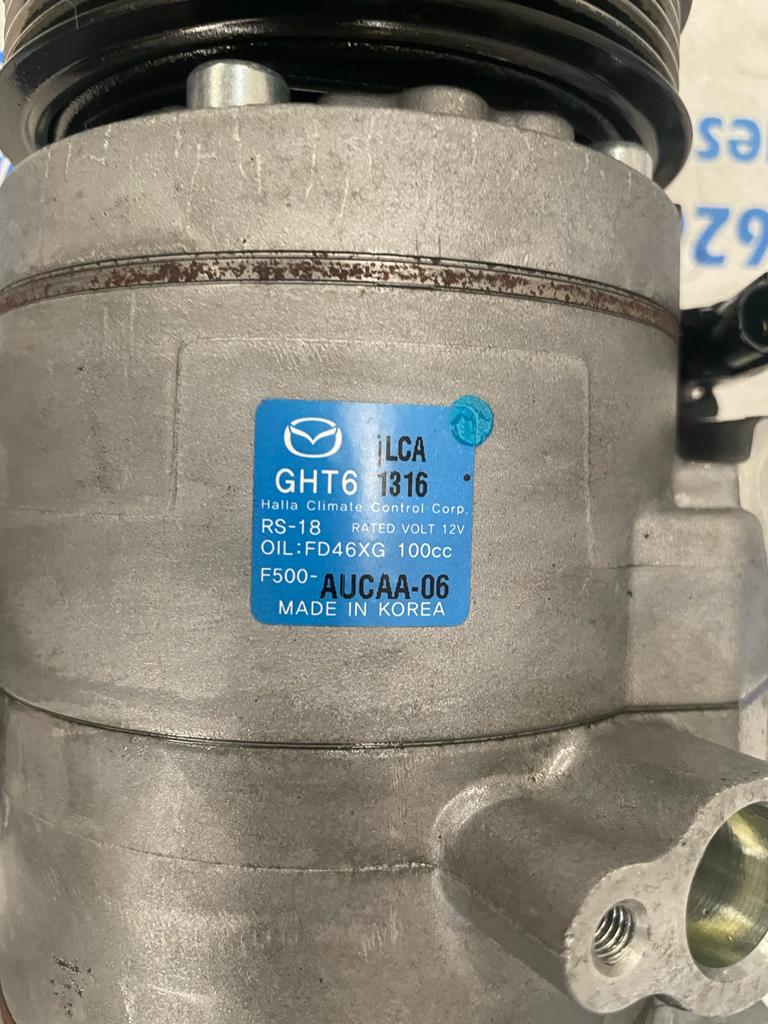 jLCA
GHT6 1316
Halla Climate Control Corp.
RS-18 RATED VOLT 12V
OIL:FD46XG 100cc
F500-AUCAA-06
MADE IN KOREA